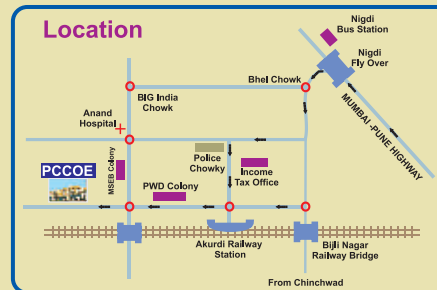 Location
Nigdi
Bus Station
Nigdi
Fly Over
Bhel Chowk
BIG India
Chowk
MUMBAI -PUNE HIGHWAY
Anand
Hospital
Police
Chowky
Income
Tax Office
PCCOE
MSEB Colony
PWD Colony
Akurdi Railway
Station
Bijli Nagar
Railway Bridge
From Chinchwad